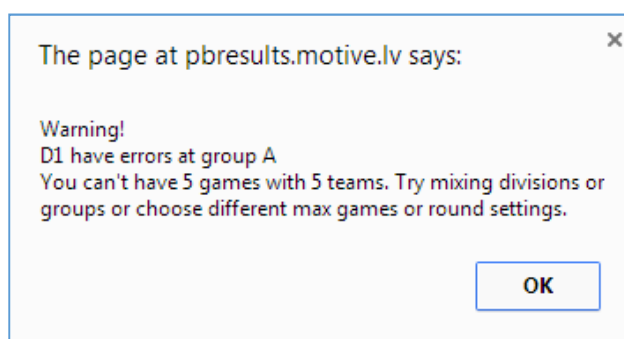 The page at pbresults.motive.lv says:
×
Warning!
D1 have errors at group A
You can't have 5 games with 5 teams. Try mixing divisions or
groups or choose different max games or round settings.
OK